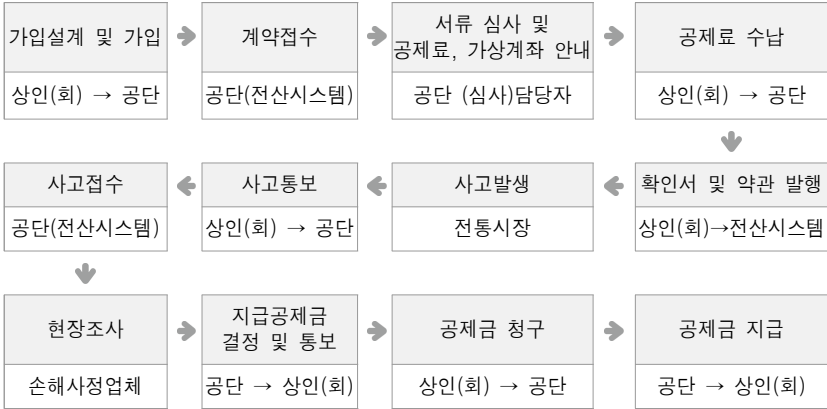 가입설계 및 가입
상인(회) → 공단
계약접수
공단(전산시스템)
서류 심사 및
공제료, 가상계좌 안내
공단 (심사)담당자
공제료 수납
상인(회) → 공단
확인서 및 약관 발행
상인(회)→전산시스템
사고발생
전통시장
사고통보
상인(회) → 공단
사고접수
공단(전산시스템)
현장조사
손해사정업체
지급공제금
결정 및 통보
공단 → 상인(회)
공제금 청구
상인(회) → 공단
공제금 지급
공단 → 상인(회)